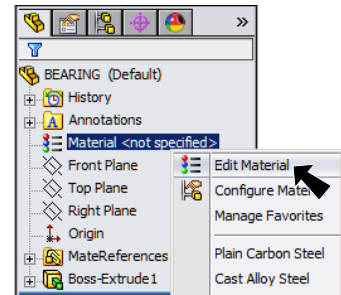 »
BEARING (Default)
History
Annotations
Material <not specified>
Front Plane
Edit Material
Top Plane
Configure
Right Plane
Manage Favorites
Origin
MateReferences
Plain Carbon Steel
Boss-Extrude1
Cast Alloy Steel